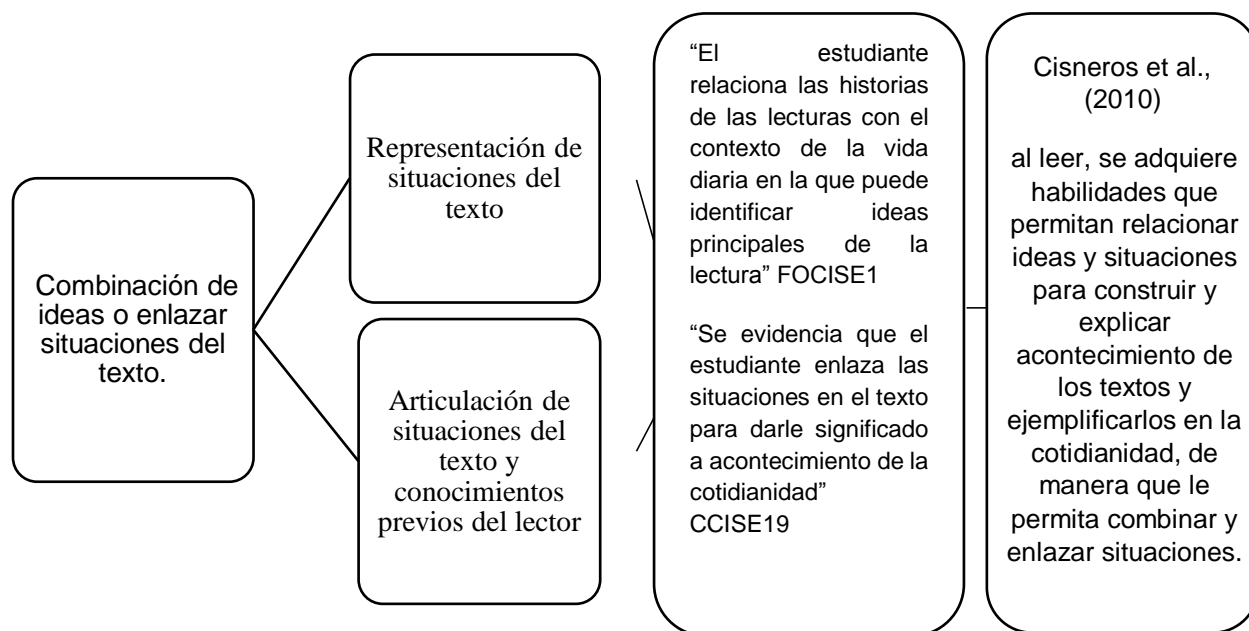 Combinación de
ideas o enlazar
situaciones del
texto.
Representación de
situaciones del
texto
Articulación de
situaciones del
texto y
conocimientos
previos del lector
“El estudiante
relaciona las historias
de las lecturas con el
contexto de la vida
diaria en la que puede
identificar ideas
principales de la
lectura” FOCISE1
“Se evidencia que el
estudiante enlaza las
situaciones en el texto
para darle significado
a acontecimiento de la
cotidianidad”
CCISE19
Cisneros et al.,
(2010)
al leer, se adquiere
habilidades que
permitan relacionar
ideas y situaciones
para construir y
explicar
acontecimiento de
los textos y
ejemplificarlos en la
cotidianidad, de
manera que le
permita combinar y
enlazar situaciones.